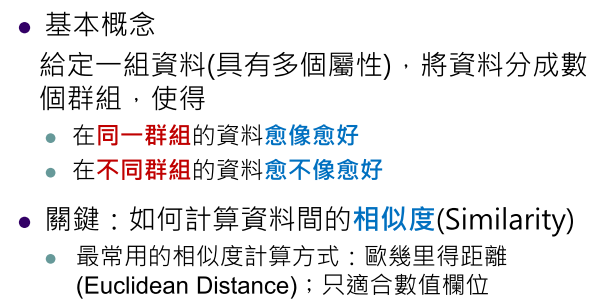 基本概念
給定一組資料(具有多個屬性)，將資料分成數
個群組，使得
在同一群組的資料愈像愈好
在不同群組的資料愈不像愈好
關鍵：如何計算資料間的相似度(Similarity)
最常用的相似度計算方式：歐幾里得距離
(Euclidean Distance)；只適合數值欄位